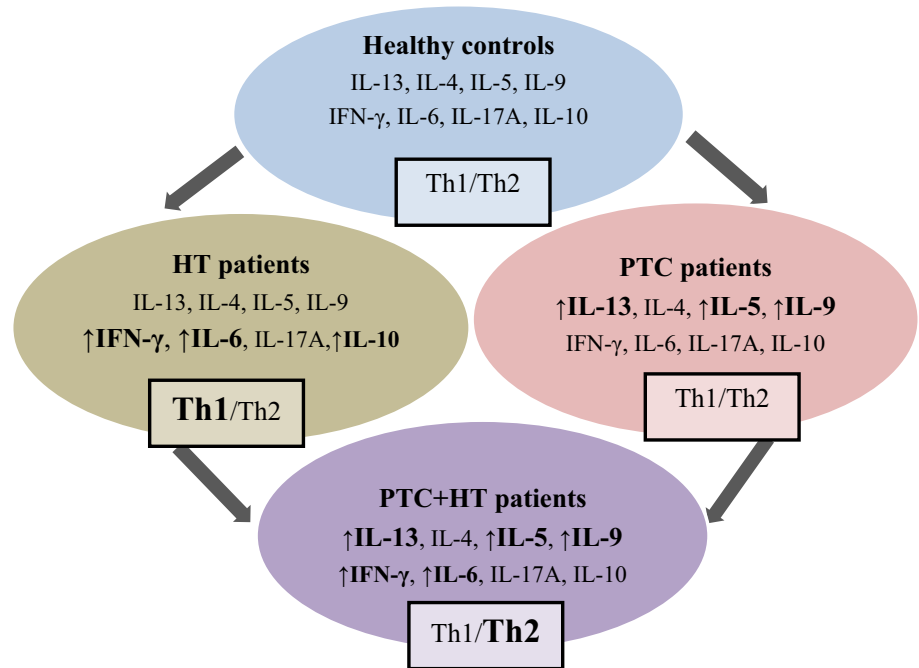 Healthy controls
IL-13, IL-4, IL-5, IL-9
IFN-γ, IL-6, IL-17A, IL-10
Th1/Th2
HT patients
IL-13, IL-4, IL-5, IL-9
↑IFN-γ, ↑IL-6, IL-17A,↑IL-10
Th1/Th2
PTC patients
↑IL-13, IL-4, ↑IL-5, ↑IL-9
IFN-γ, IL-6, IL-17A, IL-10
Th1/Th2
PTC+HT patients
↑IL-13, IL-4, ↑IL-5, ↑IL-9
↑IFN-γ, ↑IL-6, IL-17A, IL-10
Th1/Th2